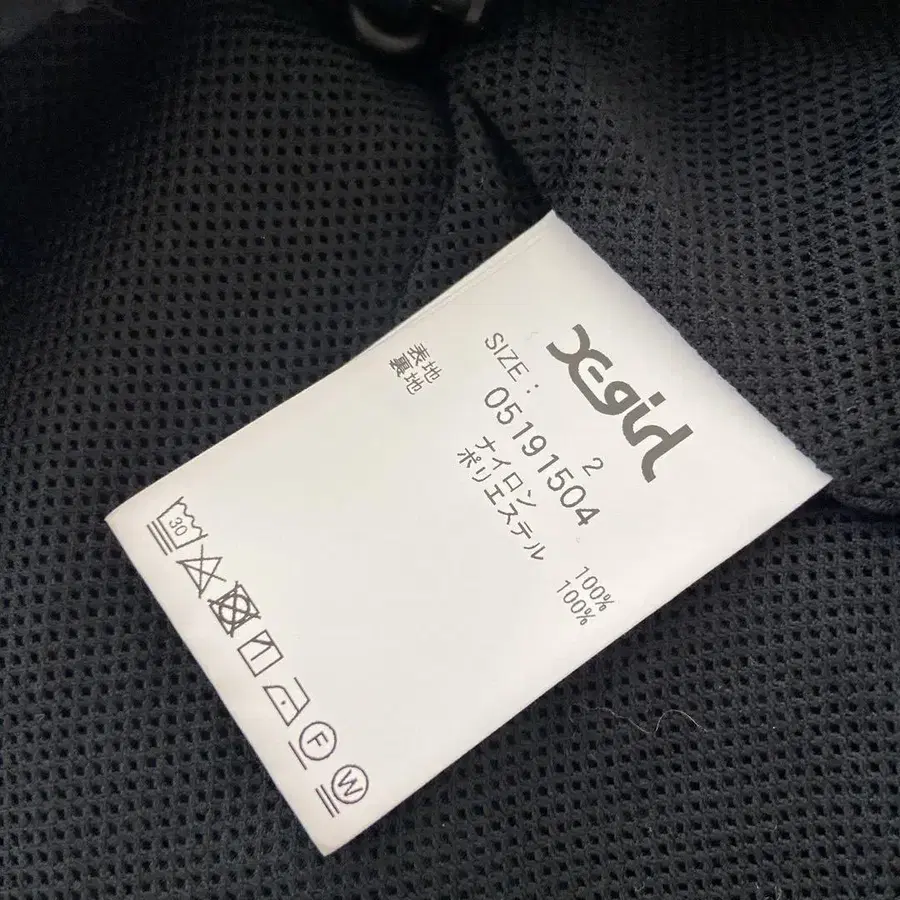 X-girl
SIZE : 2
05191504
表地 ナイロン 100%
裏地 ポリエステル 100%
30
F
W